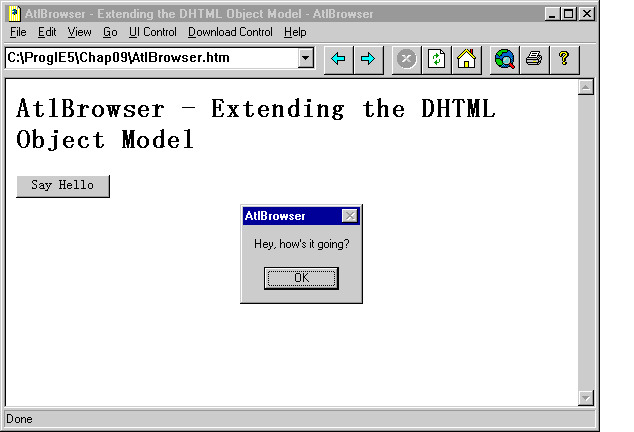 AtlBrowser - Extending the DHTML Object Model - AtlBrowser
File Edit View Go UI Control Download Control Help
C:\ProgIE5\Chap09\AtlBrowser.htm
AtlBrowser - Extending the DHTML
Object Model
Say Hello
AtlBrowser
Hey, how's it going?
OK
Done